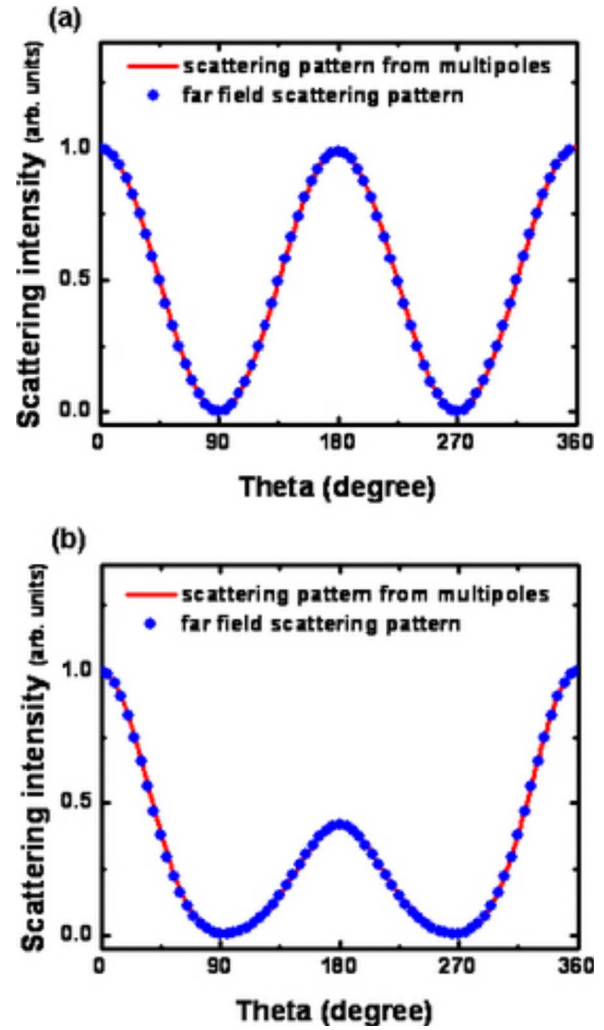 (a)
scattering pattern from multipoles
far field scattering pattern
Scattering intensity (arb. units)
1.0
0.5
0.0
0 90 180 270 360
Theta (degree)
(b)
scattering pattern from multipoles
far field scattering pattern
Scattering intensity (arb. units)
1.0
0.5
0.0
0 90 180 270 360
Theta (degree)